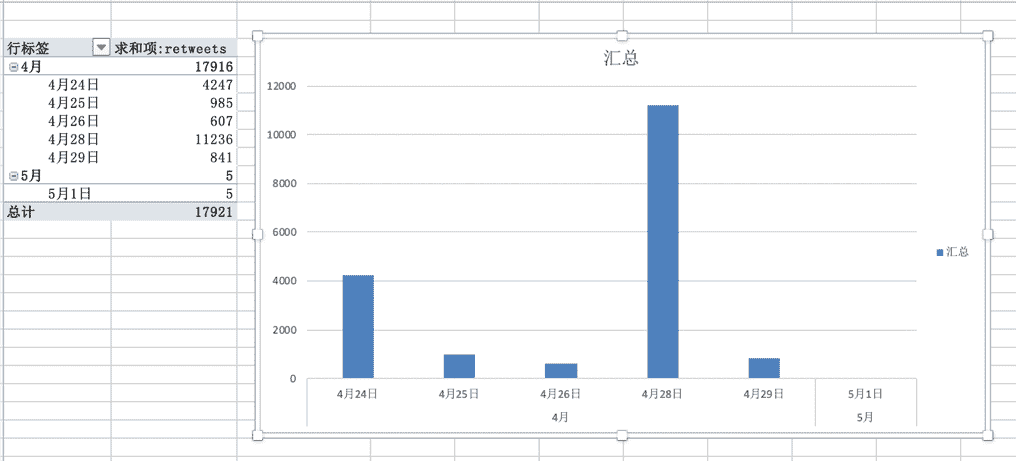 行标签 求和项:retweets
4月 17916
4月24日 4247
4月25日 985
4月26日 607
4月28日 11236
4月29日 841
5月 5
5月1日 5
总计 17921
汇总
12000
10000
8000
6000
4000
2000
0
4月24日 4月25日 4月26日 4月28日 4月29日 5月1日
4月 5月
汇总